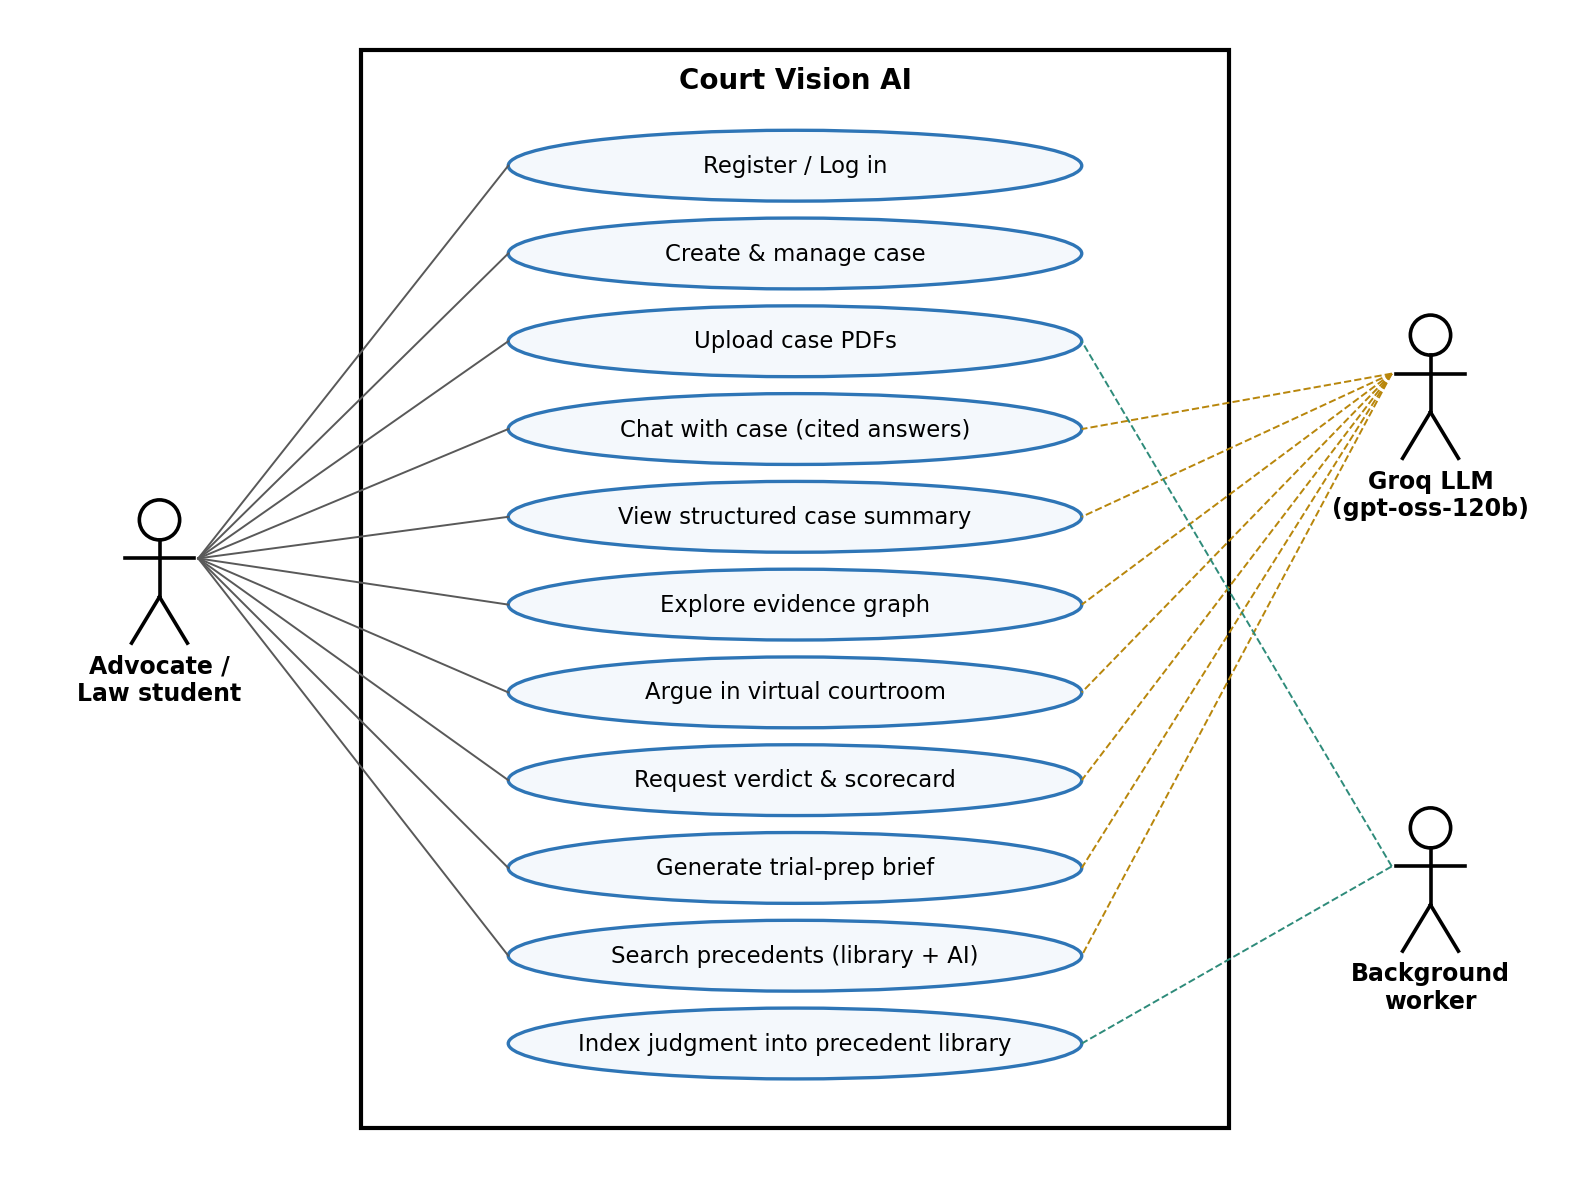 Court Vision AI
Register / Log in
Create & manage case
Upload case PDFs
Chat with case (cited answers)
View structured case summary
Explore evidence graph
Argue in virtual courtroom
Request verdict & scorecard
Generate trial-prep brief
Search precedents (library + AI)
Index judgment into precedent library
Advocate /
Law student
Groq LLM
(gpt-oss-120b)
Background
worker